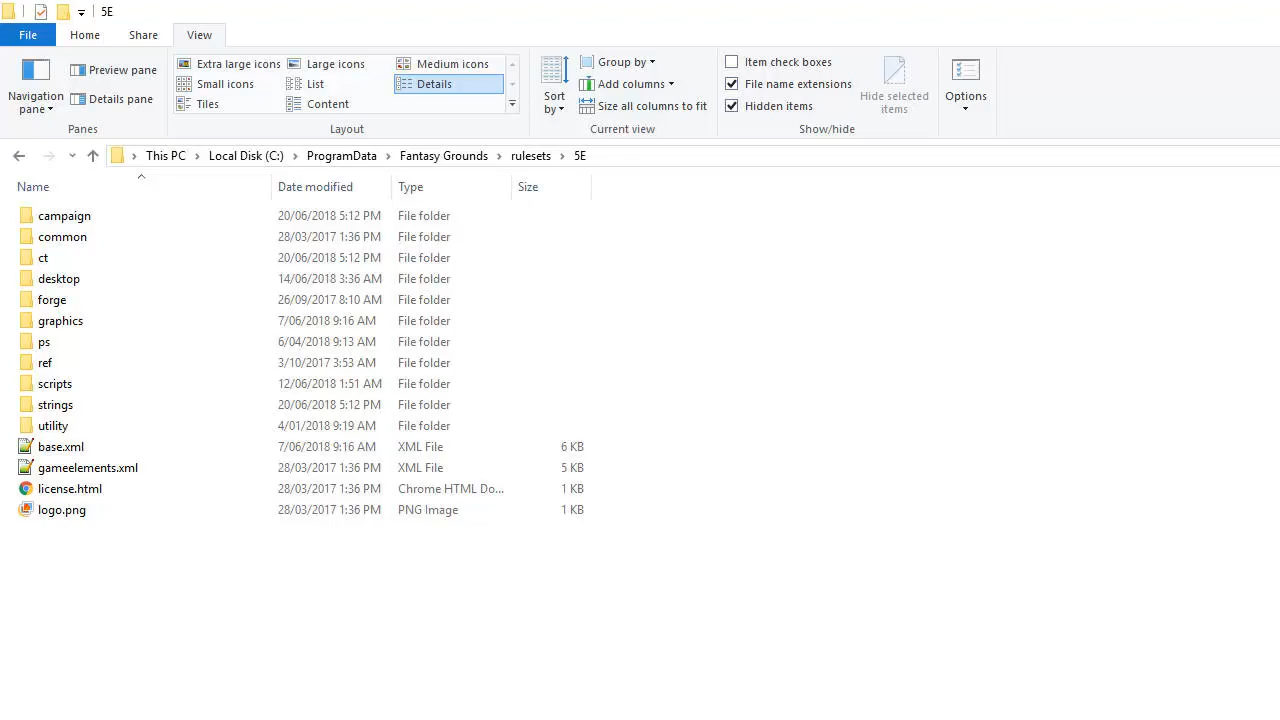 5E
File Home Share View
Navigation pane
Preview pane
Details pane
Panes
Extra large icons Large icons Medium icons
Small icons List Details
Tiles Content
Layout
Sort by
Group by
Add columns
Size all columns to fit
Current view
Item check boxes
File name extensions
Hidden items
Hide selected items
Show/hide
Options
This PC Local Disk (C:) ProgramData Fantasy Grounds rulesets 5E
Name Date modified Type Size
campaign 20/06/2018 5:12 PM File folder
common 28/03/2017 1:36 PM File folder
ct 20/06/2018 5:12 PM File folder
desktop 14/06/2018 3:36 AM File folder
forge 26/09/2017 8:10 AM File folder
graphics 7/06/2018 9:16 AM File folder
ps 6/04/2018 9:13 AM File folder
ref 3/10/2017 3:53 AM File folder
scripts 12/06/2018 1:51 AM File folder
strings 20/06/2018 5:12 PM File folder
utility 4/01/2018 9:19 AM File folder
base.xml 7/06/2018 9:16 AM XML File 6 KB
gameelements.xml 28/03/2017 1:36 PM XML File 5 KB
license.html 28/03/2017 1:36 PM Chrome HTML Do... 1 KB
logo.png 28/03/2017 1:36 PM PNG Image 1 KB